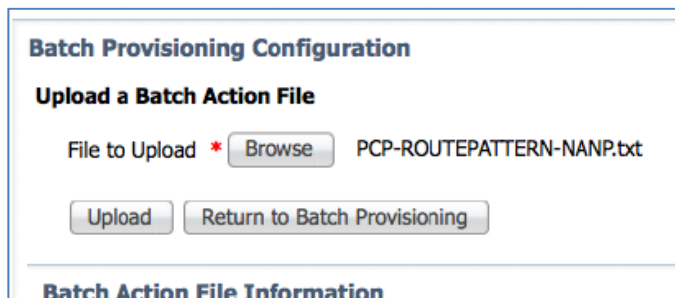 Batch Provisioning Configuration
Upload a Batch Action File
File to Upload * Browse PCP-ROUTEPATTERN-NANP.txt
Upload Return to Batch Provisioning
Batch Action File Information